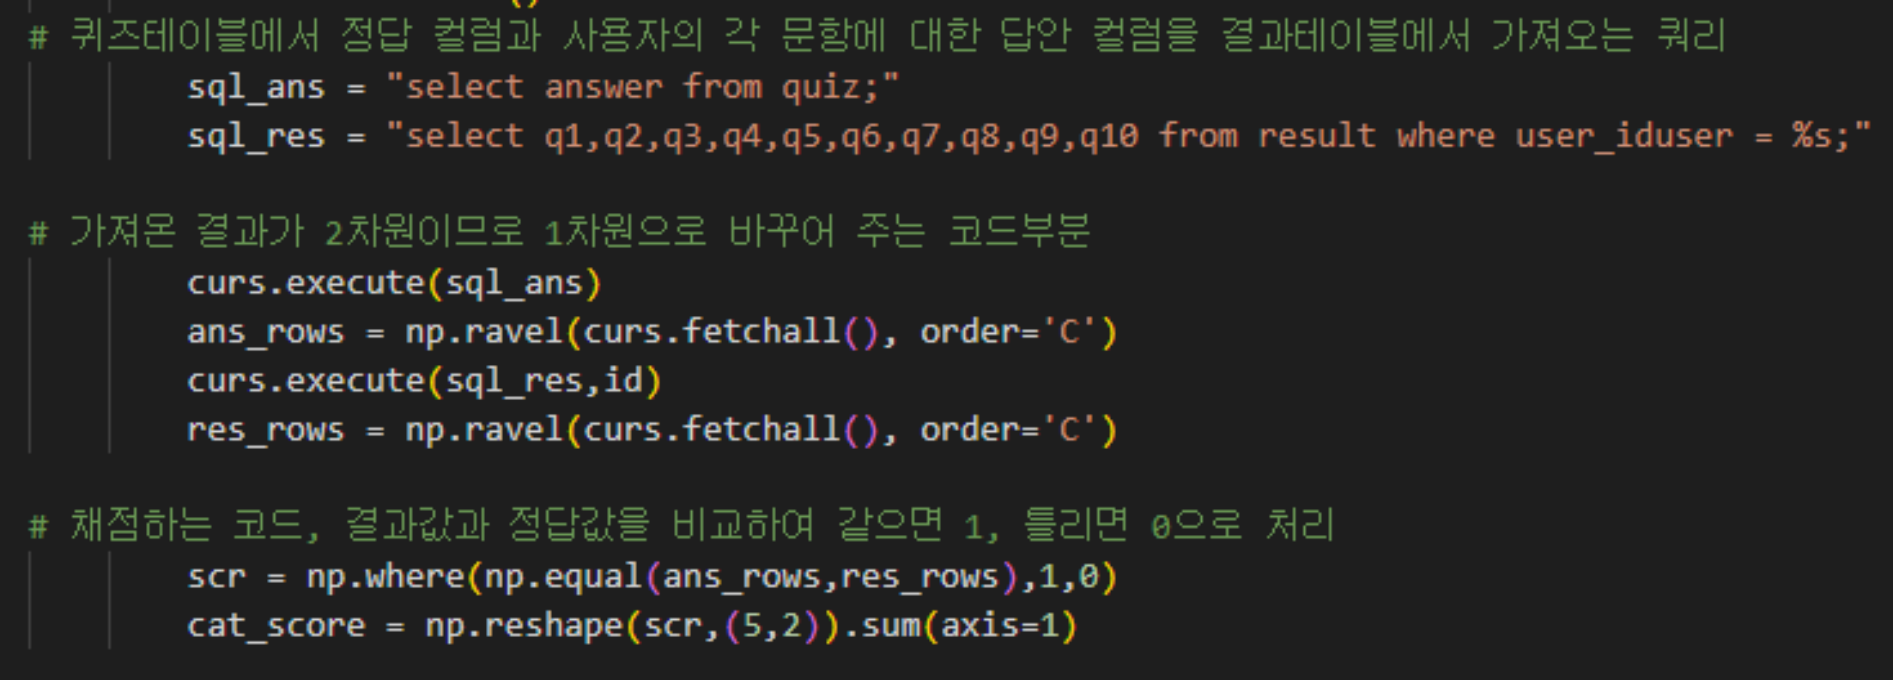 # 퀴즈테이블에서 정답 컬럼과 사용자의 각 문항에 대한 답안 컬럼을 결과테이블에서 가져오는 쿼리
sql_ans = "select answer from quiz;"
sql_res = "select q1,q2,q3,q4,q5,q6,q7,q8,q9,q10 from result where user_iduser = %s;"
# 가져온 결과가 2차원이므로 1차원으로 바꾸어 주는 코드부분
curs.execute(sql_ans)
ans_rows = np.ravel(curs.fetchall(), order='C')
curs.execute(sql_res,id)
res_rows = np.ravel(curs.fetchall(), order='C')
# 채점하는 코드, 결과값과 정답값을 비교하여 같으면 1, 틀리면 0으로 처리
scr = np.where(np.equal(ans_rows,res_rows),1,0)
cat_score = np.reshape(scr,(5,2)).sum(axis=1)